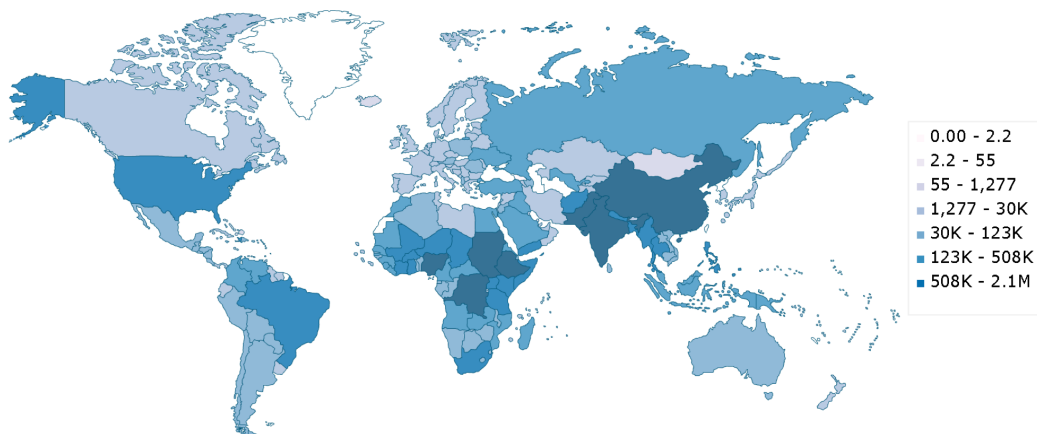 0.00 - 2.2
2.2 - 55
55 - 1,277
1,277 - 30K
30K - 123K
123K - 508K
508K - 2.1M